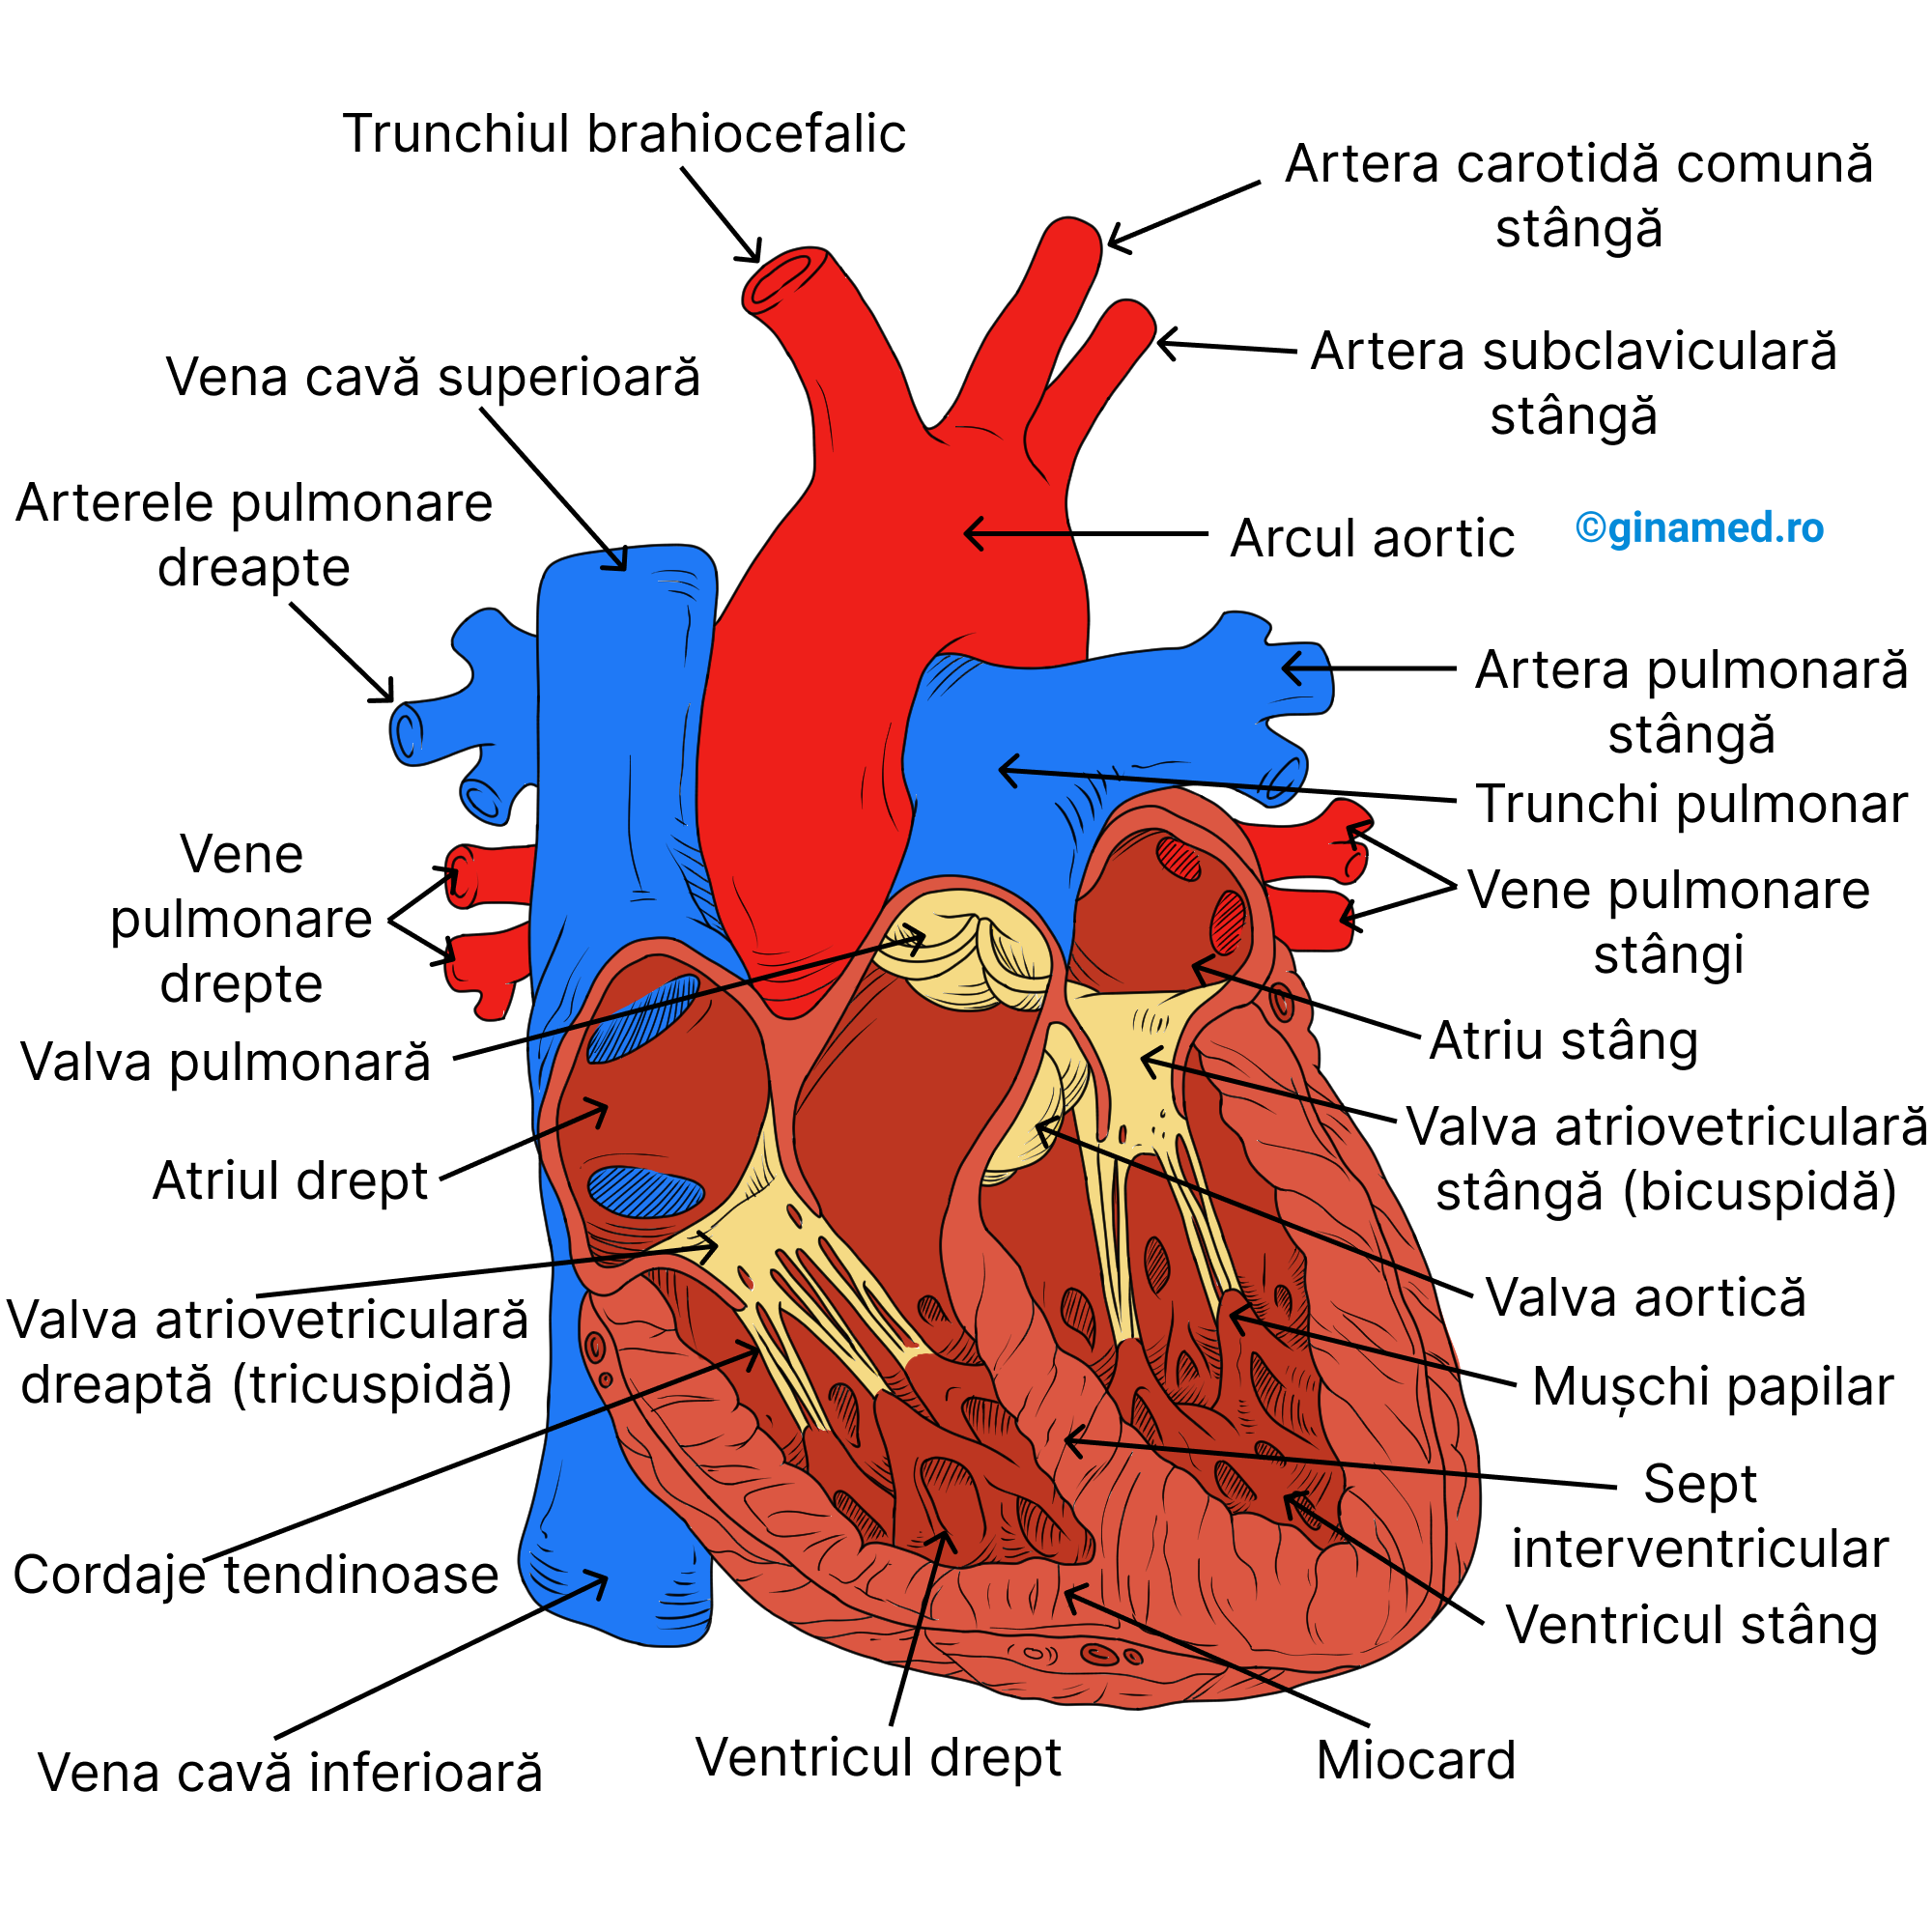 Trunchiul brahiocefalic
Artera carotidă comună
stângă
Vena cavă superioară
Artera subclaviculară
stângă
Arterele pulmonare
dreapte
Arcul aortic
©ginamed.ro
Artera pulmonară
stângă
Trunchi pulmonar
Vene
pulmonare
drepte
Vene pulmonare
stângi
Valva pulmonară
Atriu stâng
Atriul drept
Valva atriovetriculară
stângă (bicuspidă)
Valva atriovetriculară
dreaptă (tricuspidă)
Valva aortică
Mușchi papilar
Sept
interventricular
Cordaje tendinoase
Ventricul stâng
Vena cavă inferioară
Ventricul drept
Miocard